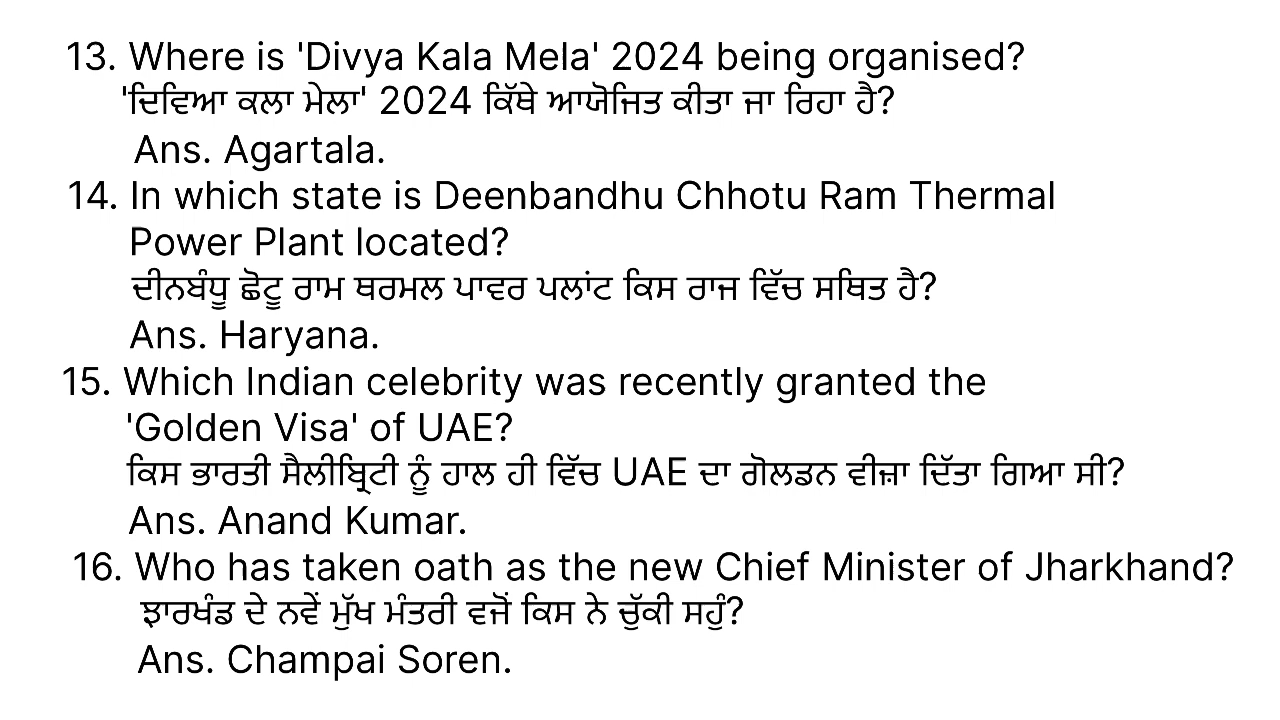 13. Where is 'Divya Kala Mela' 2024 being organised?
'ਦਿਵਿਆ ਕਲਾ ਮੇਲਾ' 2024 ਕਿੱਥੇ ਆਯੋਜਿਤ ਕੀਤਾ ਜਾ ਰਿਹਾ ਹੈ?
Ans. Agartala.
14. In which state is Deenbandhu Chhotu Ram Thermal
Power Plant located?
ਦੀਨਬੰਧੂ ਛੋਟੂ ਰਾਮ ਥਰਮਲ ਪਾਵਰ ਪਲਾਂਟ ਕਿਸ ਰਾਜ ਵਿੱਚ ਸਥਿਤ ਹੈ?
Ans. Haryana.
15. Which Indian celebrity was recently granted the
'Golden Visa' of UAE?
ਕਿਸ ਭਾਰਤੀ ਸੈਲੀਬ੍ਰਿਟੀ ਨੂੰ ਹਾਲ ਹੀ ਵਿੱਚ UAE ਦਾ ਗੋਲਡਨ ਵੀਜ਼ਾ ਦਿੱਤਾ ਗਿਆ ਸੀ?
Ans. Anand Kumar.
16. Who has taken oath as the new Chief Minister of Jharkhand?
ਝਾਰਖੰਡ ਦੇ ਨਵੇਂ ਮੁੱਖ ਮੰਤਰੀ ਵਜੋਂ ਕਿਸ ਨੇ ਚੁੱਕੀ ਸਹੁੰ?
Ans. Champai Soren.